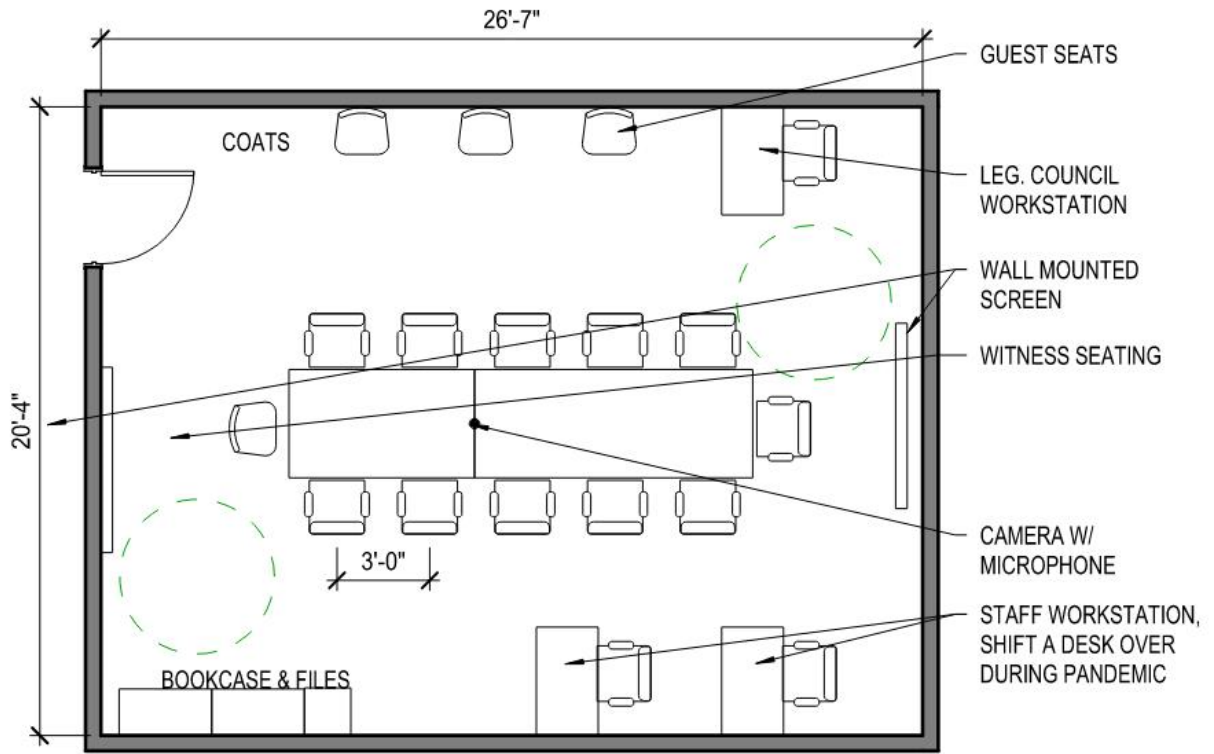 26'-7"
GUEST SEATS
COATS
LEG. COUNCIL
WORKSTATION
WALL MOUNTED
SCREEN
WITNESS SEATING
20'-4"
CAMERA W/
MICROPHONE
3'-0"
STAFF WORKSTATION,
SHIFT A DESK OVER
DURING PANDEMIC
BOOKCASE & FILES